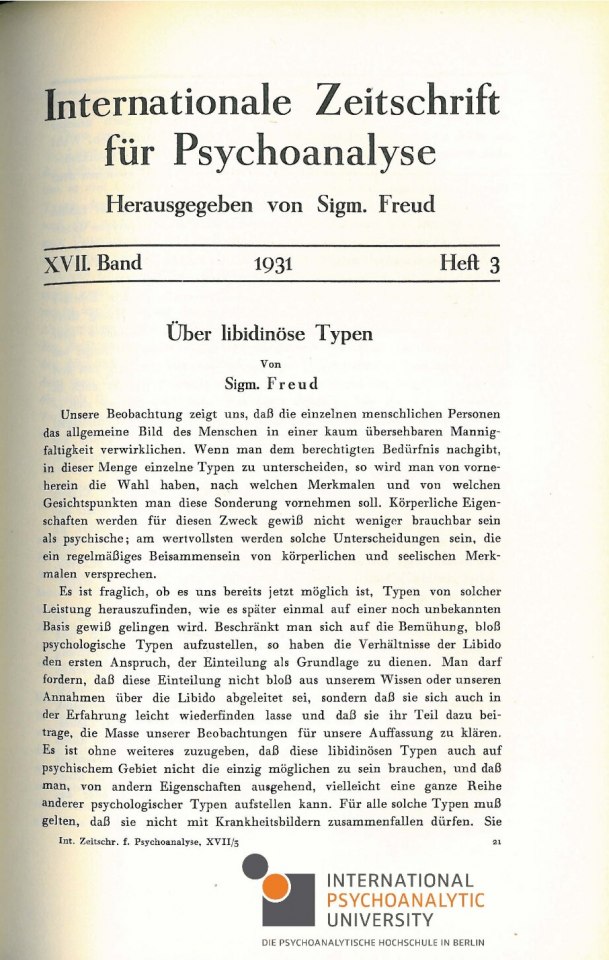 Internationale Zeitschrift
für Psychoanalyse
Herausgegeben von Sigm. Freud
XVII. Band 1931 Heft 3
Über libidinöse Typen
Von
Sigm. Freud
Unsere Beobachtung zeigt uns, daß die einzelnen menschlichen Personen
das allgemeine Bild des Menschen in einer kaum übersehbaren Mannig-
faltigkeit verwirklichen. Wenn man dem berechtigten Bedürfnis nachgibt,
in dieser Menge einzelne Typen zu unterscheiden, so wird man von vorne-
herein die Wahl haben, nach welchen Merkmalen und von welchen
Gesichtspunkten man diese Sonderung vornehmen soll. Körperliche Eigen-
schaften werden für diesen Zweck gewiß nicht weniger brauchbar sein
als psychische; am wertvollsten werden solche Unterscheidungen sein, die
ein regelmäßiges Beisammensein von körperlichen und seelischen Merk-
malen versprechen.
Es ist fraglich, ob es uns bereits jetzt möglich ist, Typen von solcher
Leistung herauszufinden, wie es später einmal auf einer noch unbekannten
Basis gewiß gelingen wird. Beschränkt man sich auf die Bemühung, bloß
psychologische Typen aufzustellen, so haben die Verhältnisse der Libido
den ersten Anspruch, der Einteilung als Grundlage zu dienen. Man darf
fordern, daß diese Einteilung nicht bloß aus unserem Wissen oder unseren
Annahmen über die Libido abgeleitet sei, sondern daß sie sich auch in
der Erfahrung leicht wiederfinden lasse und daß sie ihr Teil dazu bei-
trage, die Masse unserer Beobachtungen für unsere Auffassung zu klären.
Es ist ohne weiteres zuzugeben, daß diese libidinösen Typen auch auf
psychischem Gebiet nicht die einzig möglichen zu sein brauchen, und daß
man, von andern Eigenschaften ausgehend, vielleicht eine ganze Reihe
anderer psychologischer Typen aufstellen kann. Für alle solche Typen muß
gelten, daß sie nicht mit Krankheitsbildern zusammenfallen dürfen. Sie
Int. Zeitschr. f. Psychoanalyse, XVII/3 21
INTERNATIONAL
PSYCHOANALYTIC
UNIVERSITY
DIE PSYCHOANALYTISCHE HOCHSCHULE IN BERLIN